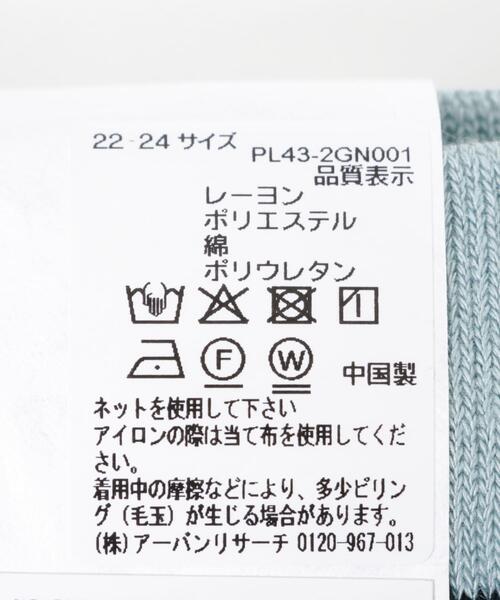 22-24 サイズ
PL43-2GN001
品質表示
レーヨン
ポリエステル
綿
ポリウレタン
F W
中国製
ネットを使用して下さい
アイロンの際は当て布を使用してくだ
さい。
着用中の摩擦などにより、多少ピリン
グ（毛玉）が生じる場合があります。
(株) アーバンリサーチ 0120-967-013